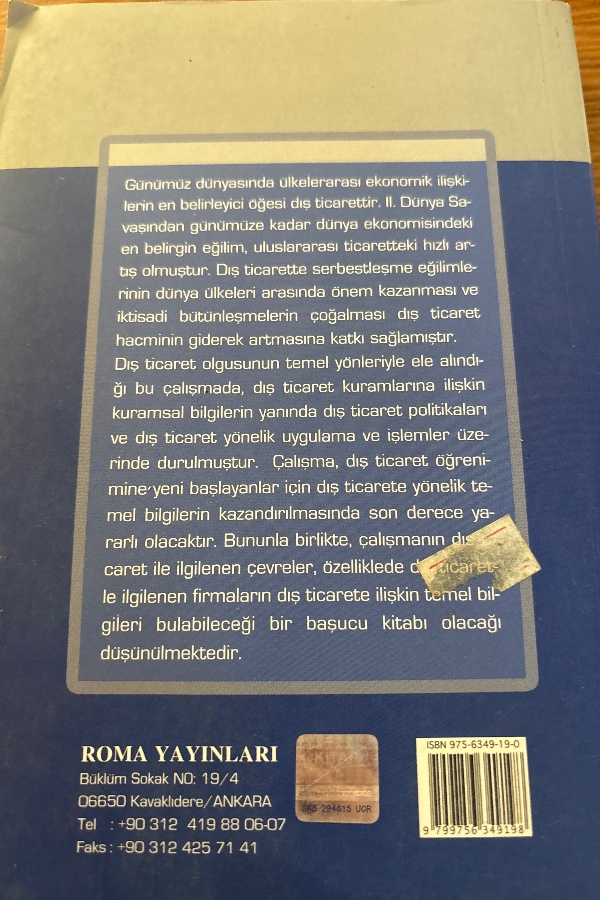 Günümüz dünyasında ülkelerarası ekonomik ilişki-
lerin en belirleyici öğesi dış ticarettir. II. Dünya Sa-
vaşından günümüze kadar dünya ekonomisindeki
en belirgin eğilim, uluslararası ticaretteki hızlı ar-
tış olmuştur. Dış ticarette serbestleşme eğilimle-
rinin dünya ülkeleri arasında önem kazanması ve
iktisadi bütünleşmelerin çoğalması dış ticaret
hacminin giderek artmasına katkı sağlamıştır.
Dış ticaret olgusunun temel yönleriyle ele alındı-
ğı bu çalışmada, dış ticaret kuramlarına ilişkin
kuramsal bilgilerin yanında dış ticaret politikaları
ve dış ticaret yönelik uygulama ve işlemler üze-
rinde durulmuştur. Çalışma, dış ticaret öğreni-
mine yeni başlayanlar için dış ticarete yönelik te-
mel bilgilerin kazandırılmasında son derece ya-
rarlı olacaktır. Bununla birlikte, çalışmanın dış
caret ile ilgilenen çevreler, özelliklede ticaret-
le ilgilenen firmaların dış ticarete ilişkin temel bil-
gileri bulabileceği bir başucu kitabı olacağı
düşünülmektedir.
ROMA YAYINLARI
Büklüm Sokak NO: 19/4
06650 Kavaklıdere/ANKARA
Tel : +90 312 419 88 06-07
Faks : +90 312 425 71 41
294615 UGR
ISBN 975-6349-19-0
9 799756 349198